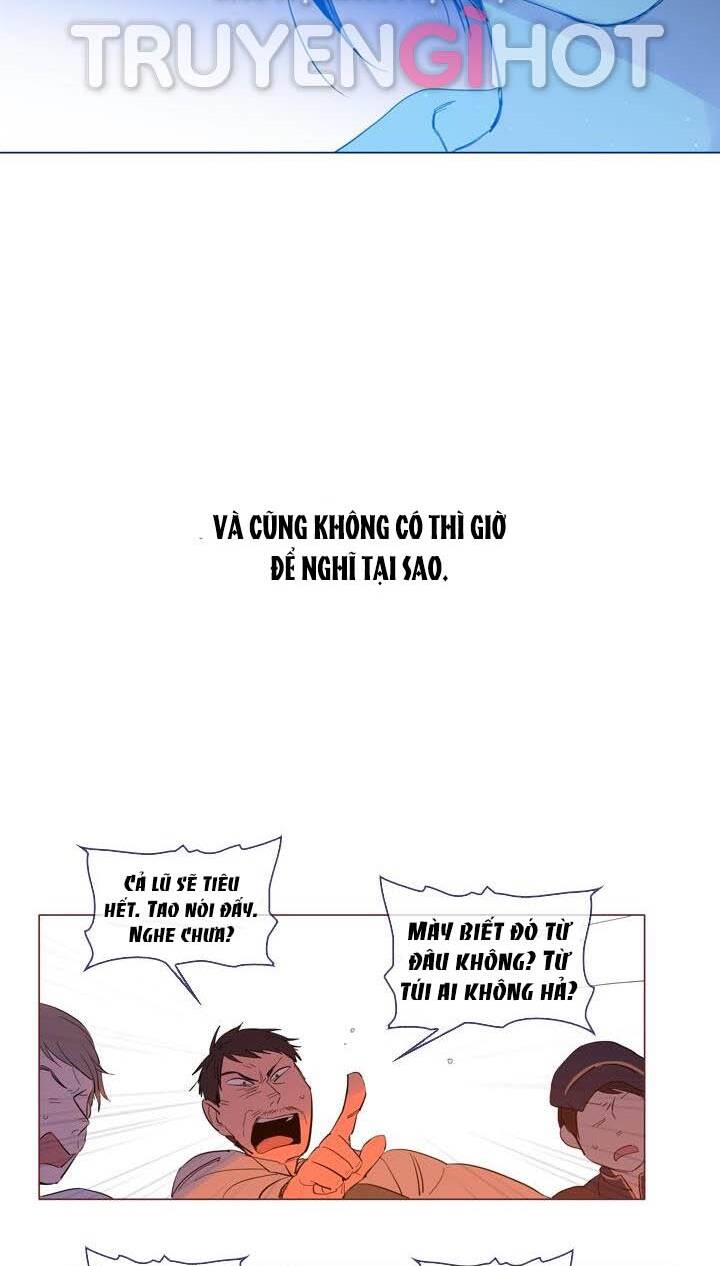 TRUYENGIHOT
VÀ CŨNG KHÔNG CÓ THÌ GIỜ
ĐỂ NGHĨ TẠI SAO.
CẢ LŨ SẼ TIÊU
HẾT. TAO NÓI ĐẤY.
NGHE CHƯA?
MÀY BIẾT ĐÓ TỪ
ĐÂU KHÔNG? TỪ
TÚI AI KHÔNG HẢ?